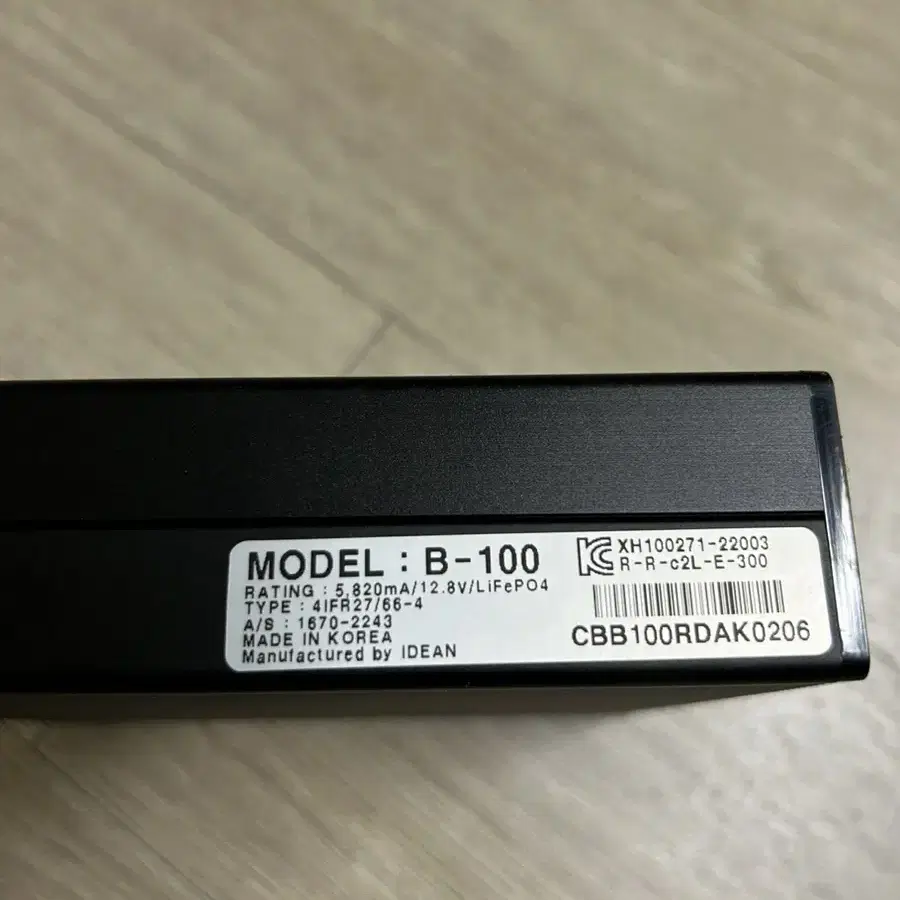 MODEL : B-100
RATING : 5,820mA/12.8V/LiFePO4
TYPE : 4IFR27/66-4
A/S : 1670-2243
MADE IN KOREA
Manufactured by IDEAN
XH100271-22003
R-R-c2L-E-300
CBB100RDAK0206